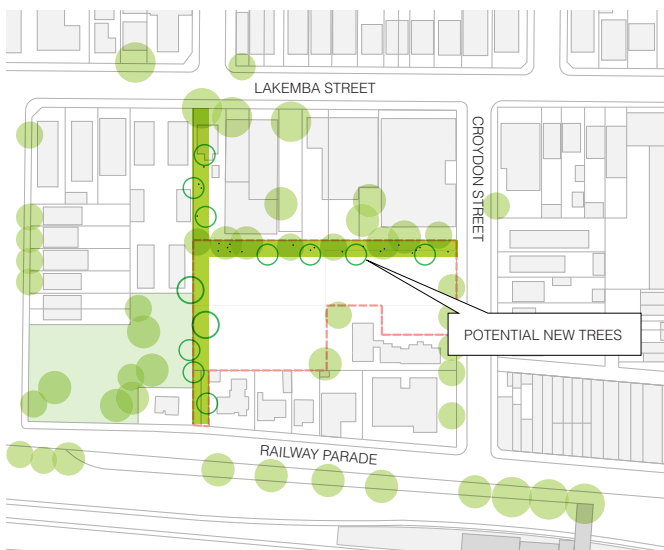 LAKEMBA STREET
CROYDON STREET
POTENTIAL NEW TREES
RAILWAY PARADE